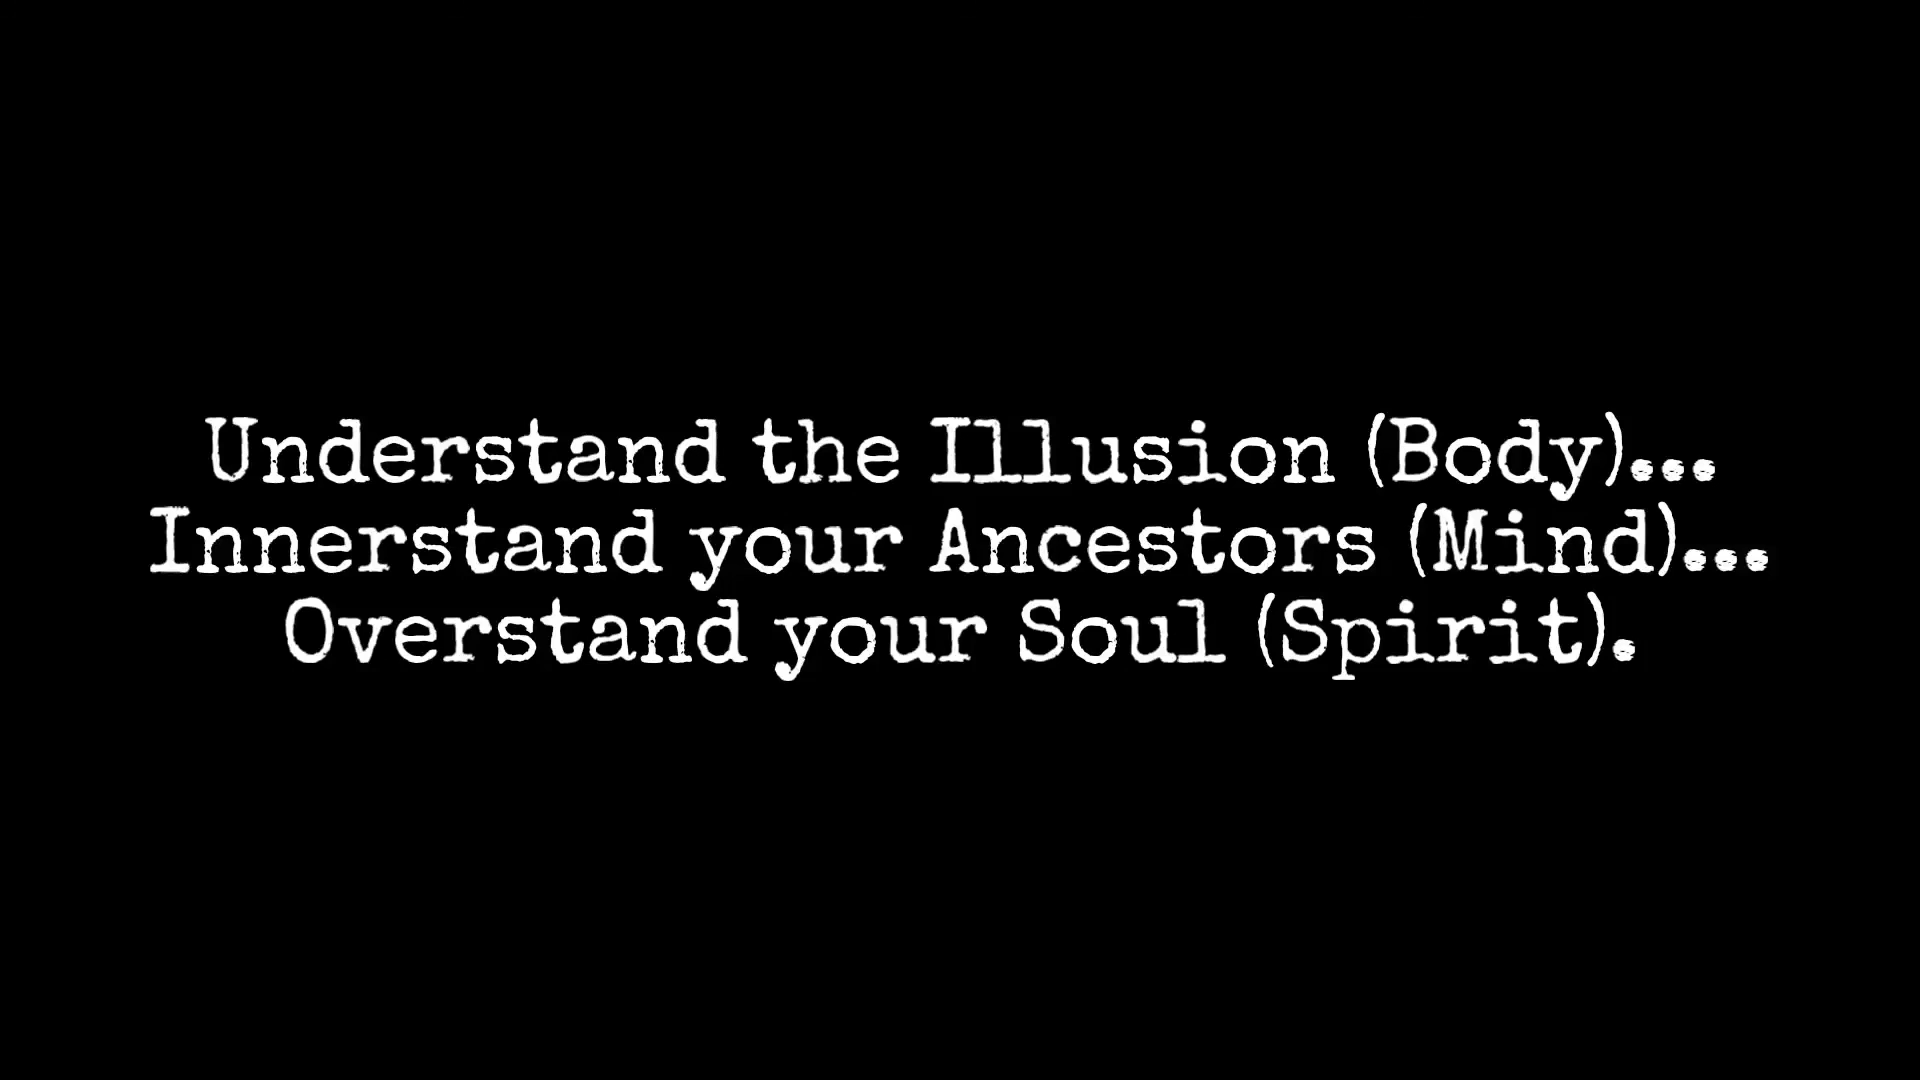 Understand the Illusion (Body)...
Innerstand your Ancestors (Mind)...
Overstand your Soul (Spirit).